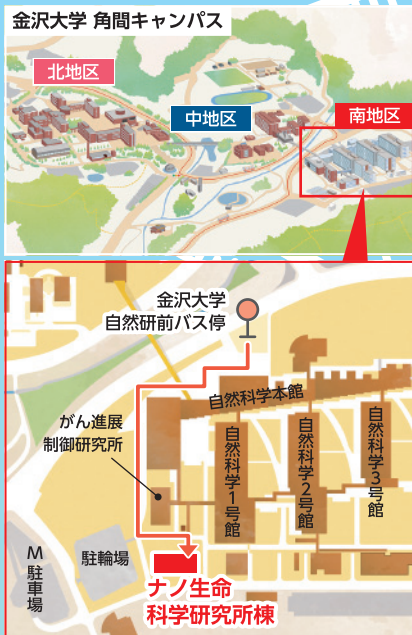 金沢大学 角間キャンパス
北地区
中地区
南地区
金沢大学
自然研前バス停
自然科学本館
がん進展
制御研究所
自然科学1号館
自然科学2号館
自然科学3号館
M駐車場
駐輪場
ナノ生命
科学研究所棟